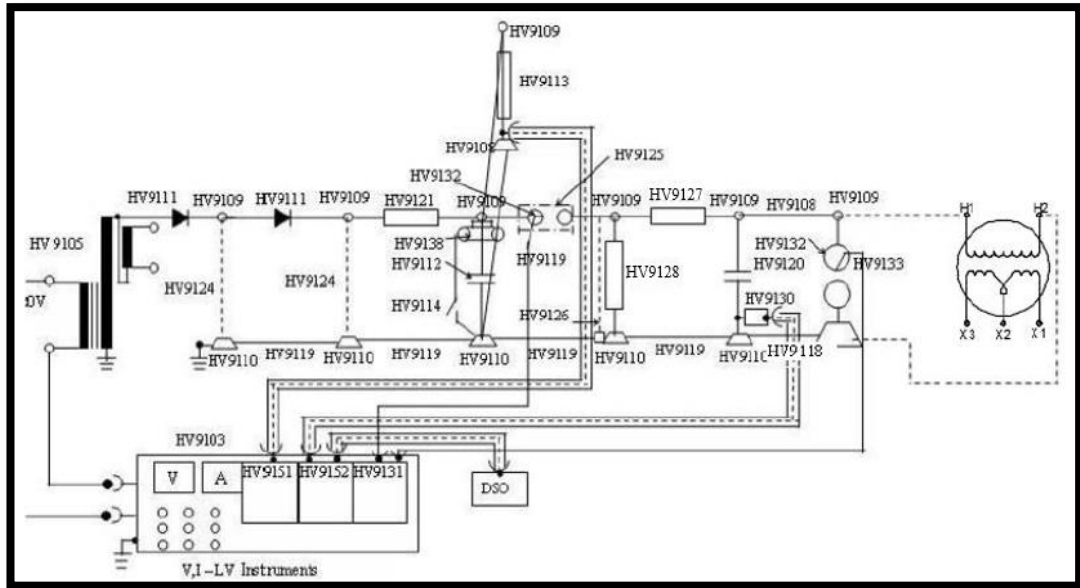 HV9109
HV9113
HV9109
HV9125
HV9132
HV9111
HV9109
HV9111
HV9109
HV9121
HV9109
HV9109
HV9127
HV9109
HV9108
HV9109
H1
H2
HV 9105
HV9138
HV9119
HV9132
HV9112
HV9120
HV9133
HV9124
HV9124
HV9128
HV9114
HV9130
HV9126
X3
X2
X1
HV9110
HV9119
HV9110
HV9119
HV9110
HV9119
HV9110
HV9119
HV9110
HV9118
HV9103
V
A
HV9151
HV9152
HV9131
DSO
V,I-LV Instruments